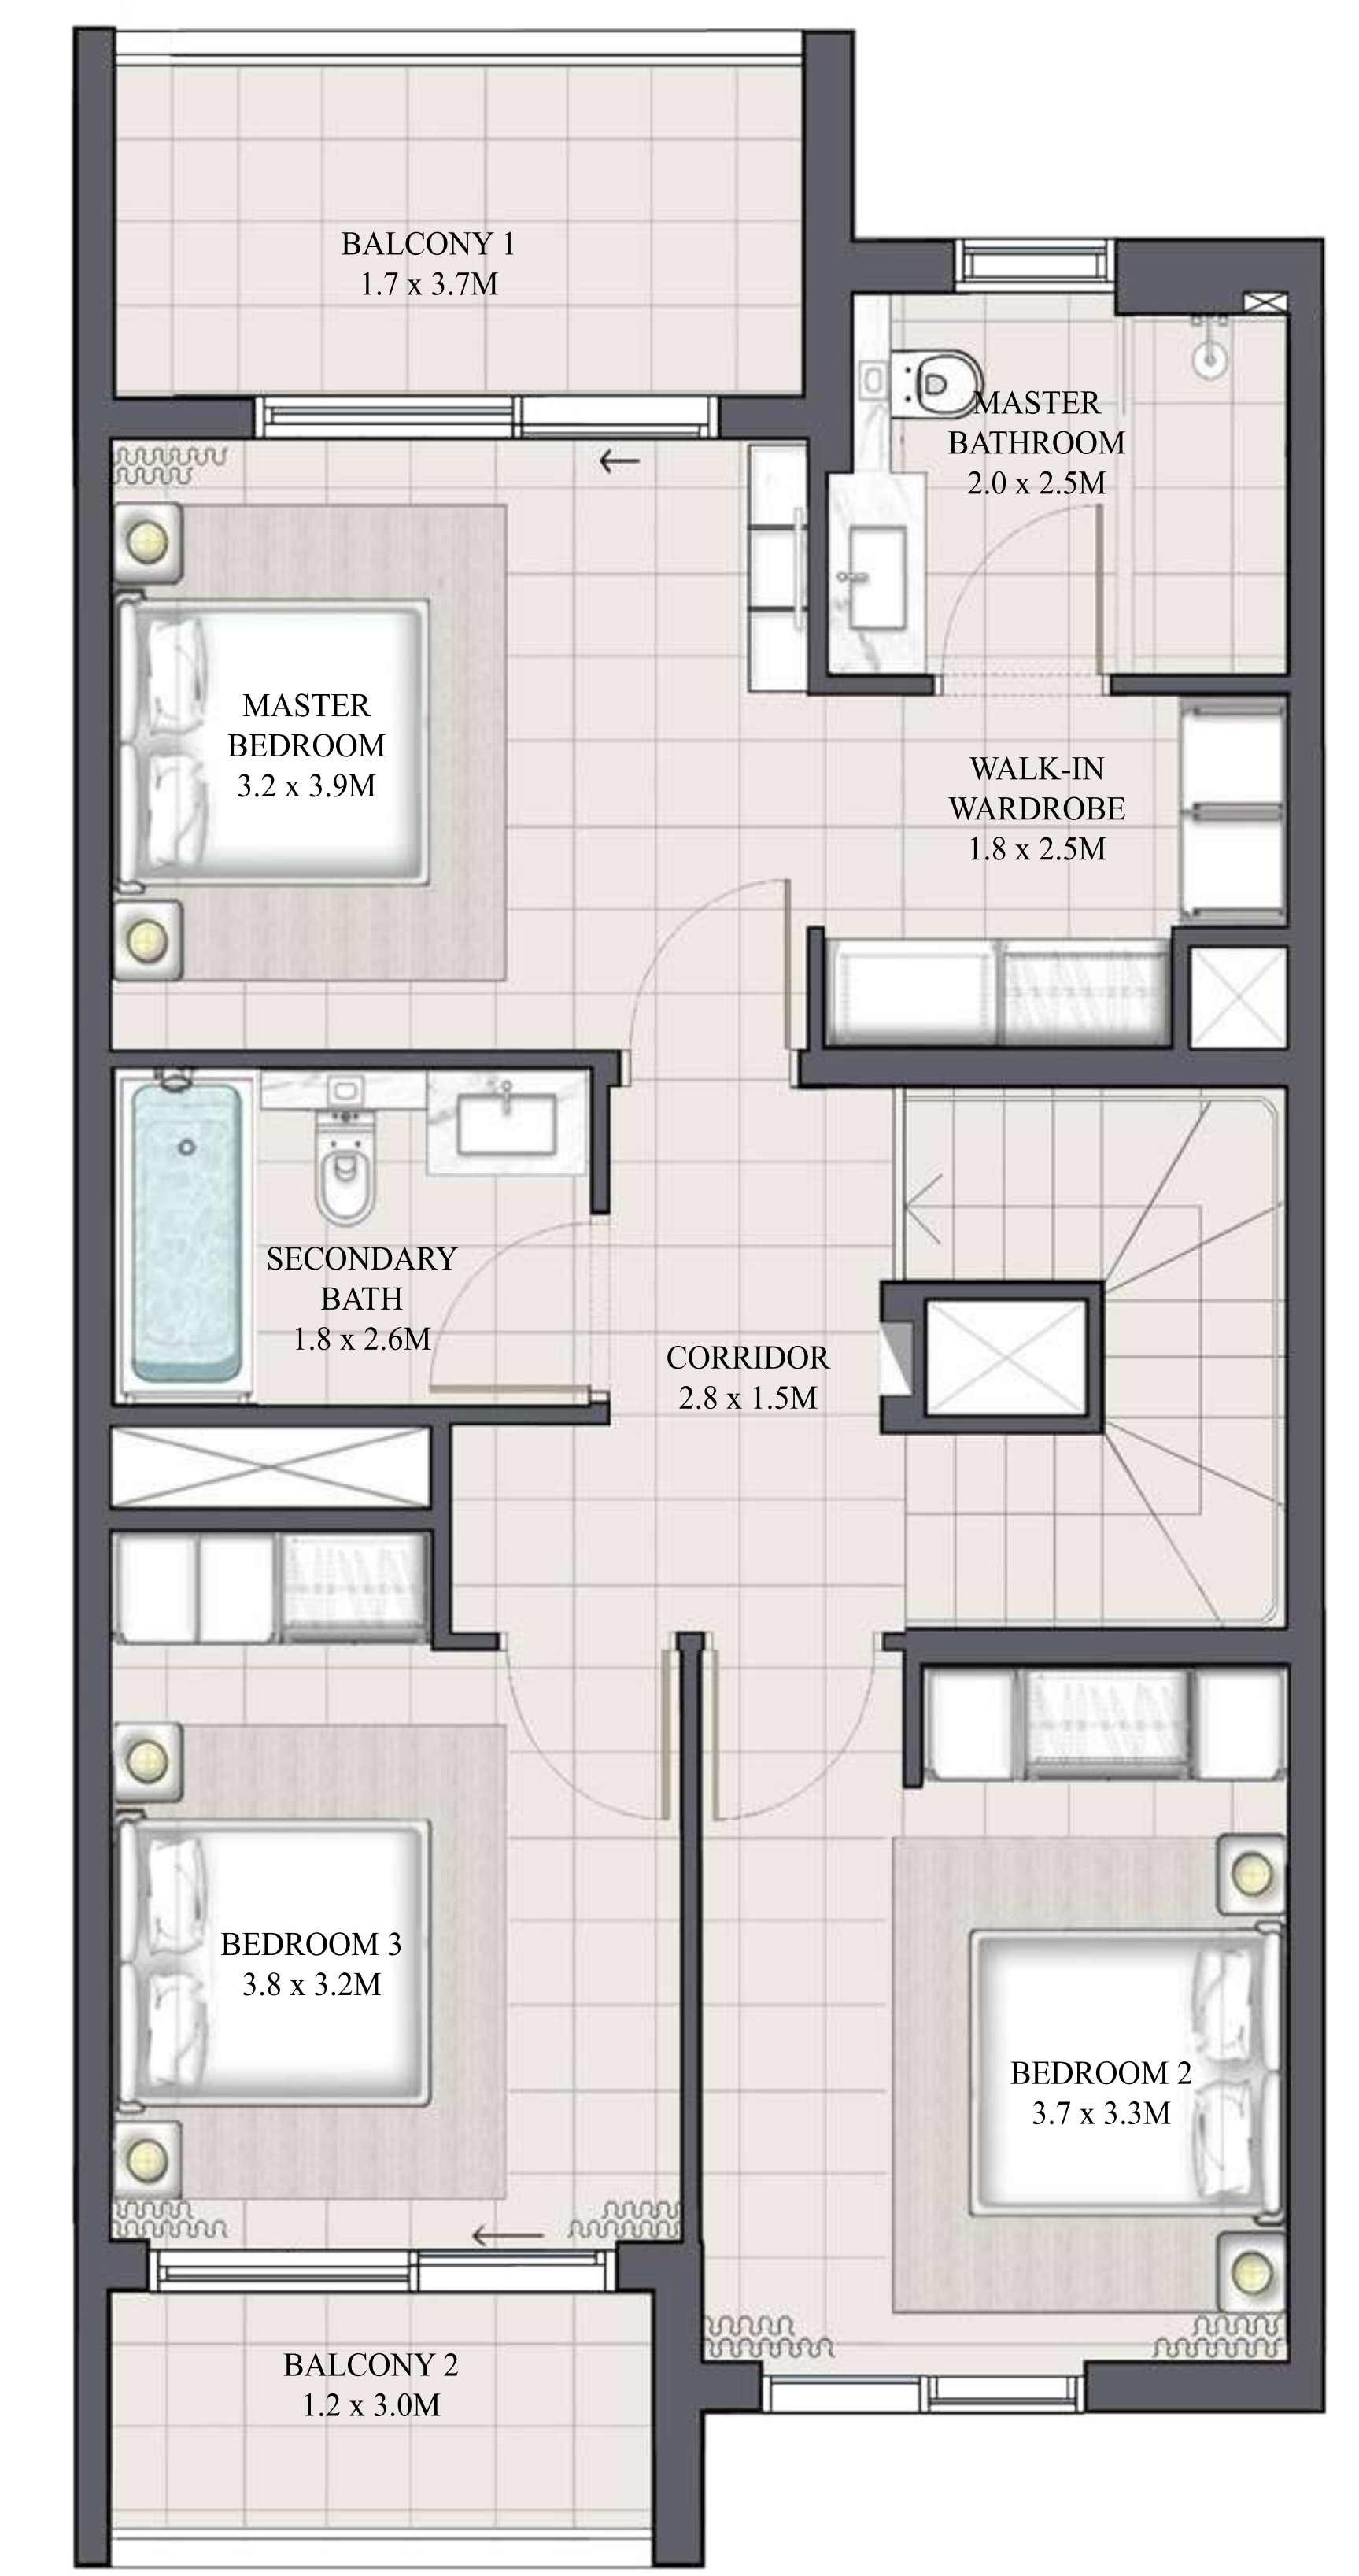 BALCONY 1
1.7 x 3.7M
MASTER
BATHROOM
2.0 x 2.5M
MASTER
BEDROOM
3.2 x 3.9M
WALK-IN
WARDROBE
1.8 x 2.5M
SECONDARY
BATH
1.8 x 2.6M
CORRIDOR
2.8 x 1.5M
BEDROOM 3
3.8 x 3.2M
BEDROOM 2
3.7 x 3.3M
BALCONY 2
1.2 x 3.0M